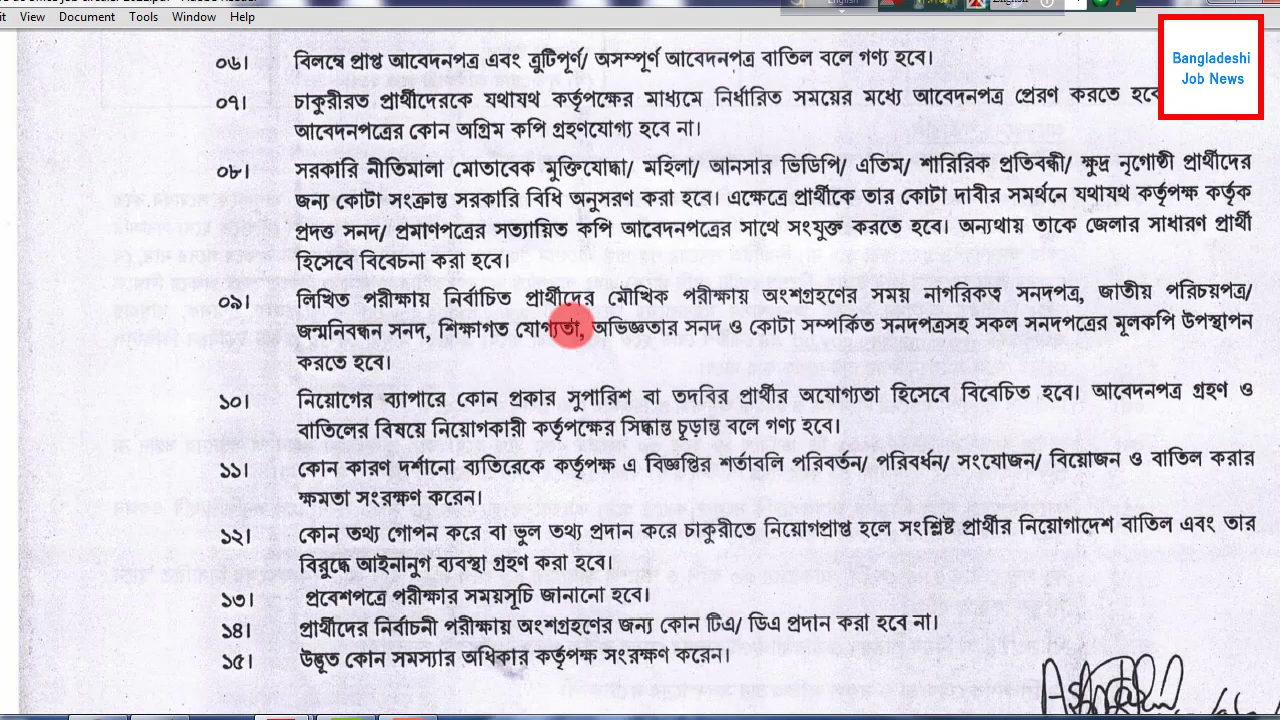 View Document Tools Window Help
English
English
Bangladeshi
Job News
০৬। বিলম্বে প্রাপ্ত আবেদনপত্র এবং ত্রুটিপূর্ণ/ অসম্পূর্ণ আবেদনপত্র বাতিল বলে গণ্য হবে।
০৭। চাকুরীরত প্রার্থীদেরকে যথাযথ কর্তৃপক্ষের মাধ্যমে নির্ধারিত সময়ের মধ্যে আবেদনপত্র প্রেরণ করতে হবে
আবেদনপত্রের কোন অগ্রিম কপি গ্রহণযোগ্য হবে না।
০৮। সরকারি নীতিমালা মোতাবেক মুক্তিযোদ্ধা/ মহিলা/ আনসার ভিডিপি/ এতিম/ শারিরিক প্রতিবন্ধী/ ক্ষুদ্র নৃগোষ্ঠী প্রার্থীদের
জন্য কোটা সংক্রান্ত সরকারি বিধি অনুসরণ করা হবে। এক্ষেত্রে প্রার্থীকে তার কোটা দাবীর সমর্থনে যথাযথ কর্তৃপক্ষ কর্তৃক
প্রদত্ত সনদ/ প্রমাণপত্রের সত্যায়িত কপি আবেদনপত্রের সাথে সংযুক্ত করতে হবে। অন্যথায় তাকে জেলার সাধারণ প্রার্থী
হিসেবে বিবেচনা করা হবে।
০৯। লিখিত পরীক্ষায় নির্বাচিত প্রার্থীদের মৌখিক পরীক্ষায় অংশগ্রহণের সময় নাগরিকত্ব সনদপত্র, জাতীয় পরিচয়পত্র/
জন্মনিবন্ধন সনদ, শিক্ষাগত যোগ্যতা, অভিজ্ঞতার সনদ ও কোটা সম্পর্কিত সনদপত্রসহ সকল সনদপত্রের মূলকপি উপস্থাপন
করতে হবে।
১০। নিয়োগের ব্যাপারে কোন প্রকার সুপারিশ বা তদবির প্রার্থীর অযোগ্যতা হিসেবে বিবেচিত হবে। আবেদনপত্র গ্রহণ ও
বাতিলের বিষয়ে নিয়োগকারী কর্তৃপক্ষের সিদ্ধান্ত চূড়ান্ত বলে গণ্য হবে।
১১। কোন কারণ দর্শানো ব্যতিরেকে কর্তৃপক্ষ এ বিজ্ঞপ্তির শর্তাবলি পরিবর্তন/ পরিবর্ধন/ সংযোজন/ বিয়োজন ও বাতিল করার
ক্ষমতা সংরক্ষণ করেন।
১২। কোন তথ্য গোপন করে বা ভুল তথ্য প্রদান করে চাকুরীতে নিয়োগপ্রাপ্ত হলে সংশ্লিষ্ট প্রার্থীর নিয়োগাদেশ বাতিল এবং তার
বিরুদ্ধে আইনানুগ ব্যবস্থা গ্রহণ করা হবে।
১৩। প্রবেশপত্রে পরীক্ষার সময়সূচি জানানো হবে।
১৪। প্রার্থীদের নির্বাচনী পরীক্ষায় অংশগ্রহণের জন্য কোন টিএ/ ডিএ প্রদান করা হবে না।
১৫। উদ্ভূত কোন সমস্যার অধিকার কর্তৃপক্ষ সংরক্ষণ করেন।